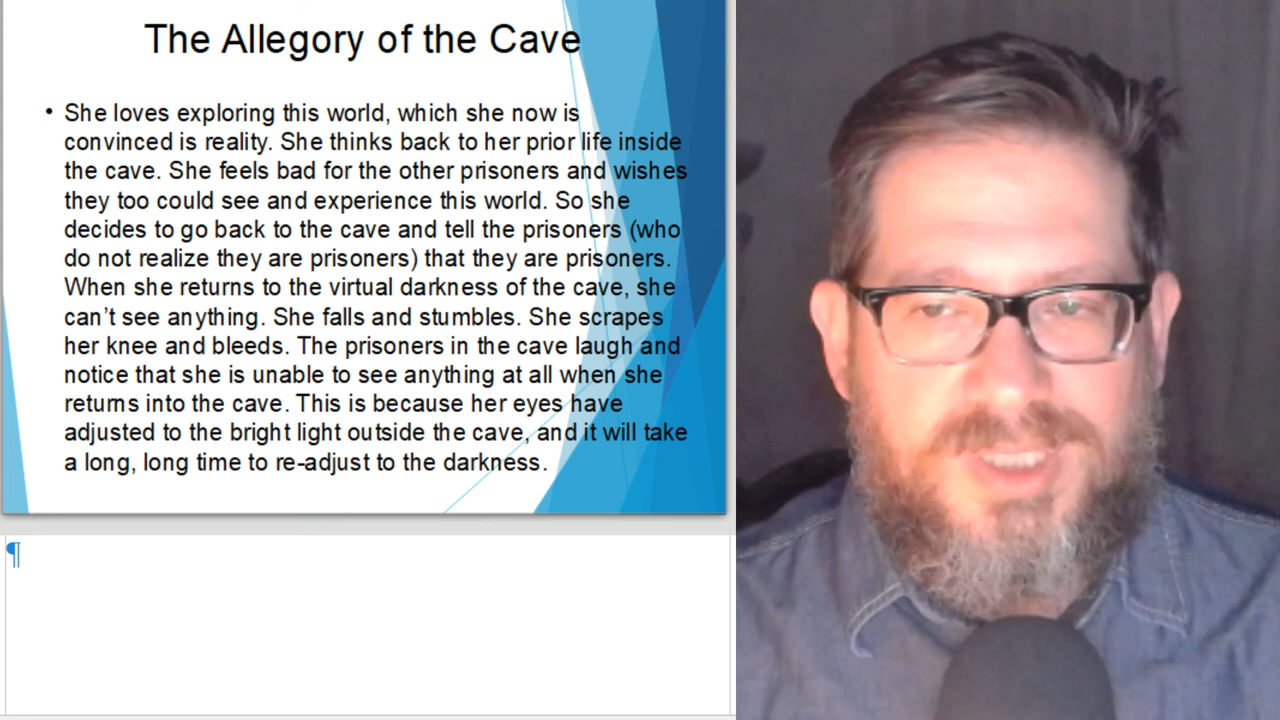 The Allegory of the Cave
• She loves exploring this world, which she now is
convinced is reality. She thinks back to her prior life inside
the cave. She feels bad for the other prisoners and wishes
they too could see and experience this world. So she
decides to go back to the cave and tell the prisoners (who
do not realize they are prisoners) that they are prisoners.
When she returns to the virtual darkness of the cave, she
can’t see anything. She falls and stumbles. She scrapes
her knee and bleeds. The prisoners in the cave laugh and
notice that she is unable to see anything at all when she
returns into the cave. This is because her eyes have
adjusted to the bright light outside the cave, and it will take
a long, long time to re-adjust to the darkness.
¶